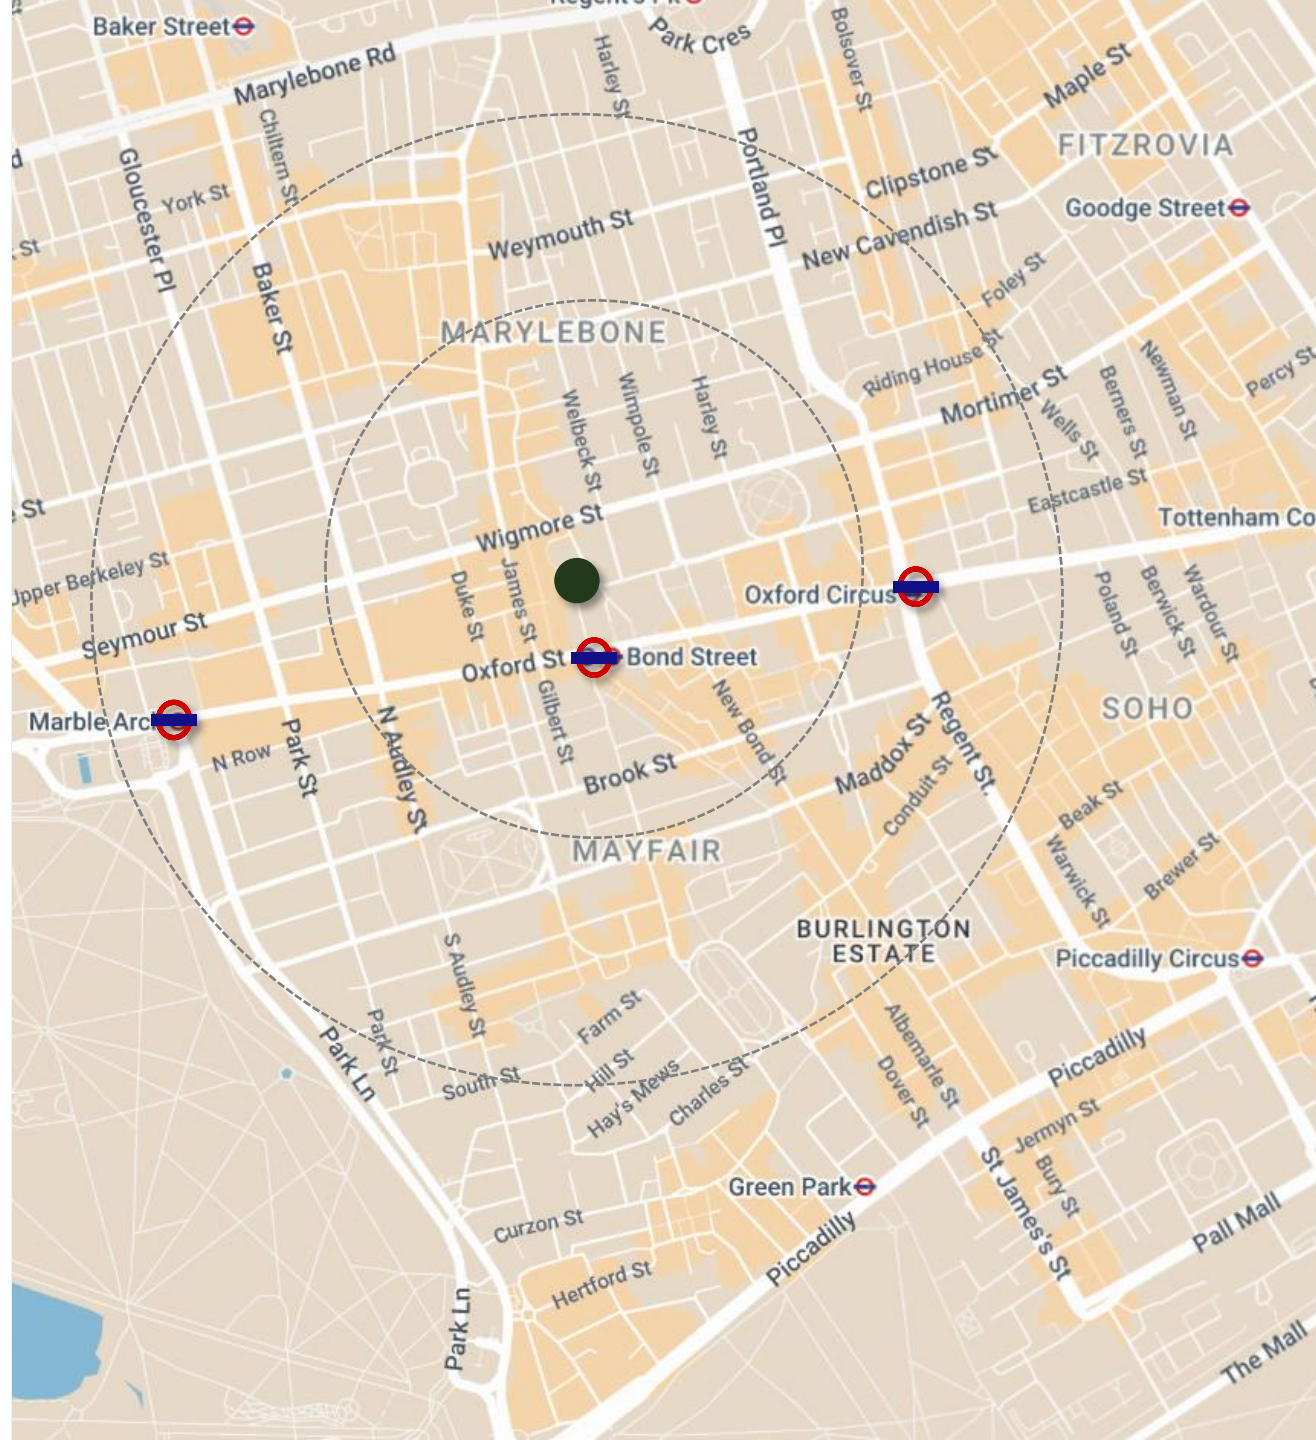 Baker Street
Park Cres
Bolsover St
Harley St
Marylebone Rd
Maple St
Chiltern St
FITZROVIA
Gloucester Pl
York St
Portland Pl
Clipstone St
Goodge Street
Weymouth St
New Cavendish St
St
Baker St
Foley St
MARYLEBONE
Riding House St
Mortimer St
Newman St
Percy St
Berners St
Wells St
Welbeck St
Wimpole St
Harley St
Eastcastle St
St
Wigmore St
Tottenham Co
Upper Berkeley St
Duke St
James St
Oxford Circus
Poland St
Berwick St
Wardour St
Seymour St
Oxford St
Bond Street
Marble Arc
N Row
Park St
N Audley St
Gilbert St
New Bond St
Brook St
Maddox St
Conduit St
Regent St.
SOHO
Beak St
MAYFAIR
Warwick St
Brewer St
BURLINGTON
ESTATE
Piccadilly Circus
S Audley St
Farm St
Park St
Park Ln
South St
Hill St
Hay's Mews
Charles St
Albemarle St
Dover St
Piccadilly
Jermyn St
Bury St
St James's St
Green Park
Curzon St
Piccadilly
Pall Mall
Hertford St
Park Ln
The Mall